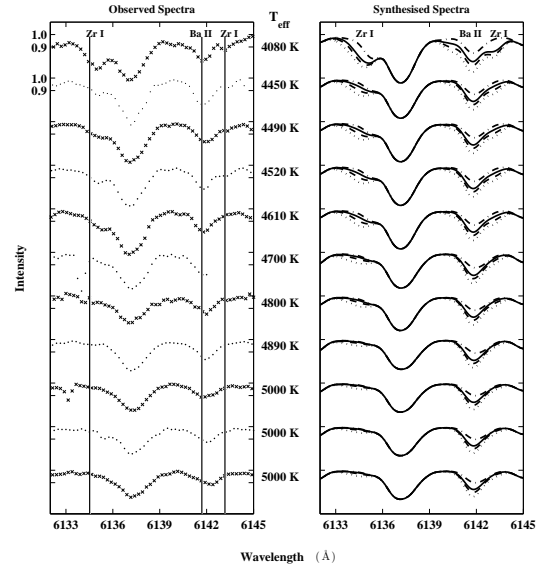 Observed Spectra
T_eff
Synthesised Spectra
Zr I
Ba II
Zr I
Zr I
Ba II
Zr I
1.0
0.9
1.0
0.9
4080 K
4450 K
4490 K
4520 K
4610 K
4700 K
4800 K
4890 K
5000 K
5000 K
5000 K
Intensity
6133 6136 6139 6142 6145
6133 6136 6139 6142 6145
Wavelength (Å)